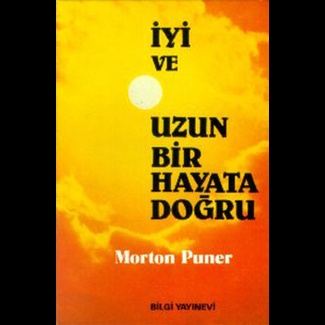 İYİ
VE
UZUN
BİR
HAYATA
DOĞRU
Morton Puner
BİLGİ YAYINEVİ